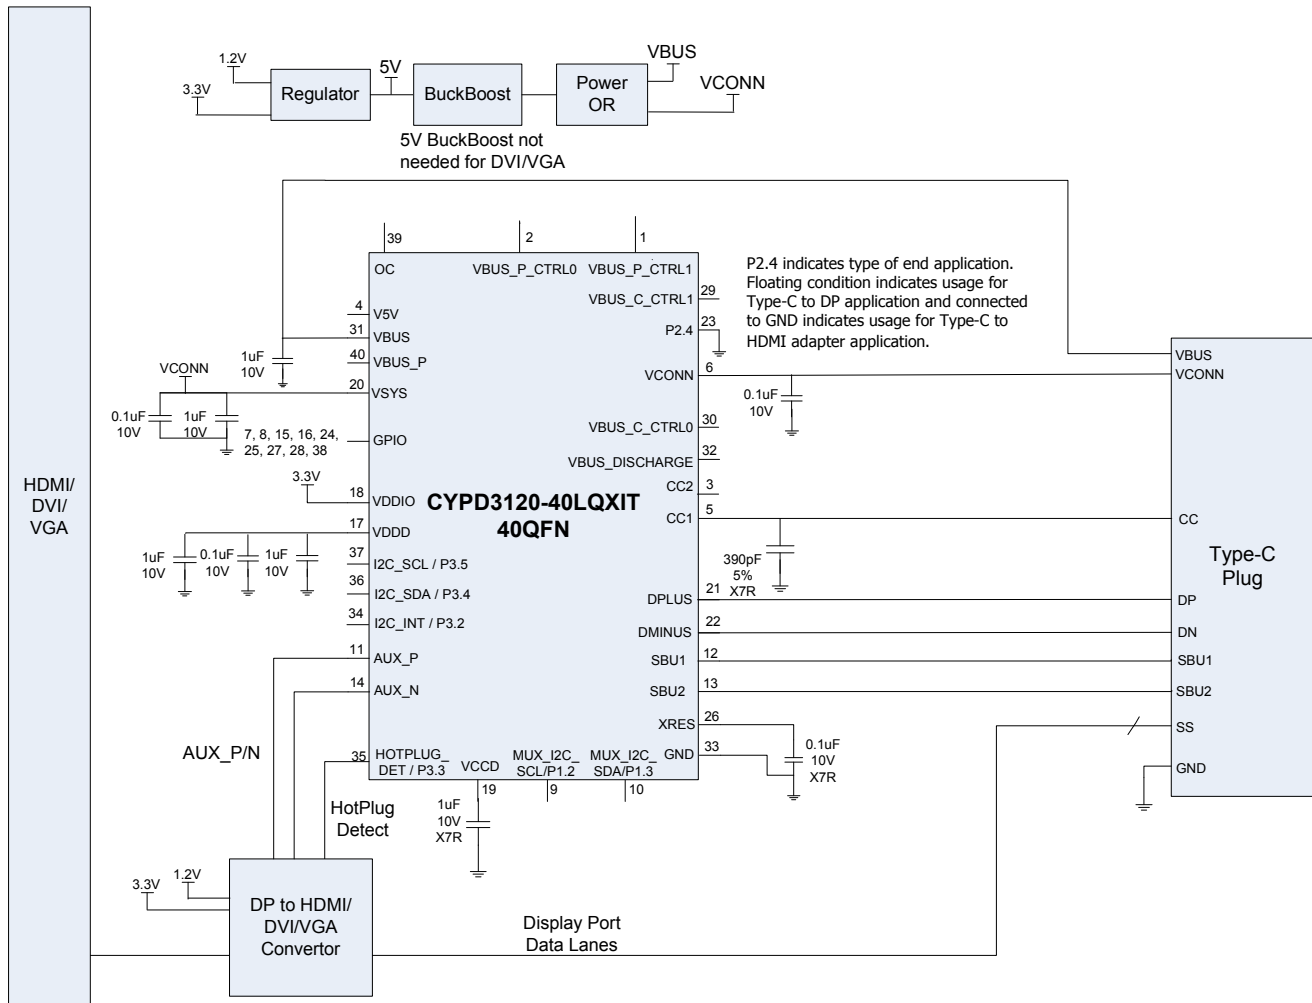 VBUS
1.2V
5V
VCONN
3.3V
Regulator
BuckBoost
Power
OR
5V BuckBoost not
needed for DVI/VGA
39
2
1
OC
VBUS_P_CTRL0
VBUS_P_CTRL1
P2.4 indicates type of end application.
Floating condition indicates usage for
Type-C to DP application and connected
to GND indicates usage for Type-C to
HDMI adapter application.
VBUS_C_CTRL1
29
4
V5V
P2.4
23
31
VBUS
40
VBUS_P
1uF
10V
VCONN
20
VSYS
VCONN
6
VBUS
VCONN
0.1uF
10V
1uF
10V
0.1uF
10V
7, 8, 15, 16, 24,
25, 27, 28, 38
GPIO
VBUS_C_CTRL0
30
VBUS_DISCHARGE
32
3.3V
18
VDDIO
CYPD3120-40LQXIT
40QFN
CC2
3
HDMI/
DVI/
VGA
17
VDDD
CC1
5
CC
1uF
10V
0.1uF
10V
1uF
10V
390pF
5%
X7R
Type-C
Plug
37
I2C_SCL / P3.5
36
I2C_SDA / P3.4
DPLUS
21
DP
34
I2C_INT / P3.2
DMINUS
22
DN
11
AUX_P
SBU1
12
SBU1
14
AUX_N
SBU2
13
SBU2
XRES
26
SS
AUX_P/N
35
HOTPLUG_
DET / P3.3
VCCD
MUX_I2C_
SCL/P1.2
MUX_I2C_
SDA/P1.3
GND
33
0.1uF
10V
X7R
GND
19
9
10
HotPlug
Detect
1uF
10V
X7R
3.3V
1.2V
DP to HDMI/
DVI/VGA
Convertor
Display Port
Data Lanes